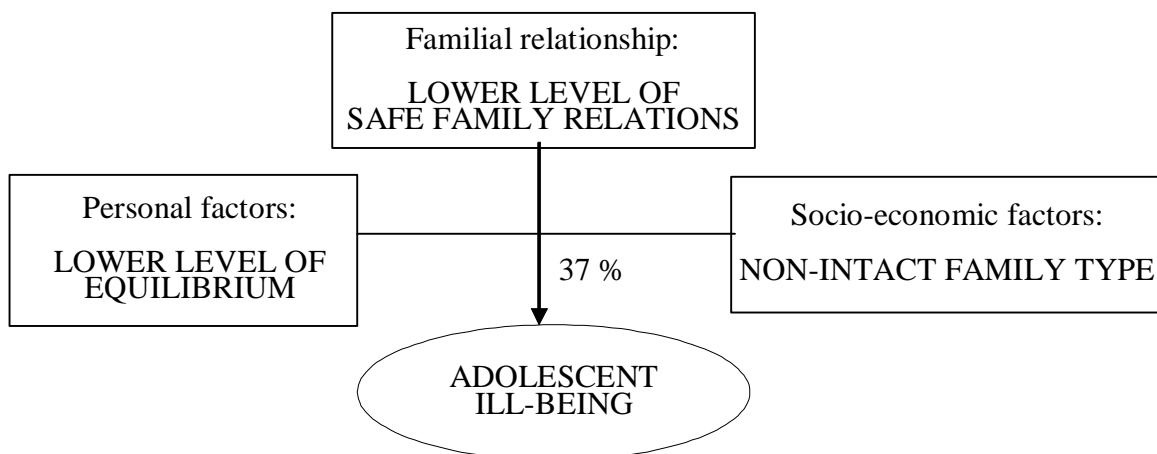 Familial relationship:
LOWER LEVEL OF
SAFE FAMILY RELATIONS
Personal factors:
LOWER LEVEL OF
EQUILIBRIUM
Socio-economic factors:
NON-INTACT FAMILY TYPE
37 %
ADOLESCENT
ILL-BEING